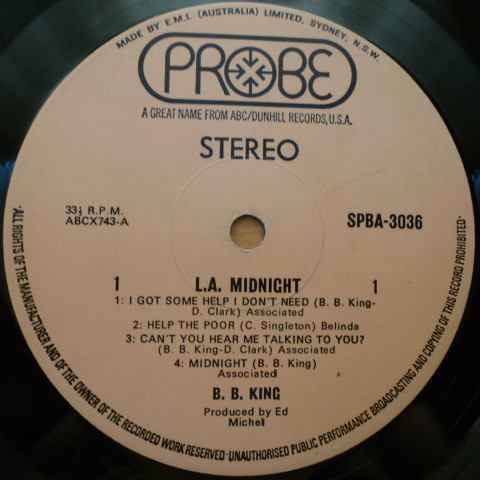 MADE BY E.M.I. (AUSTRALIA) LIMITED, SYDNEY, N.S.W.
PROBE
A GREAT NAME FROM ABC/DUNHILL RECORDS, U.S.A.
STEREO
33⅓ R.P.M.
ABCX743-A
SPBA-3036
1 L.A. MIDNIGHT 1
1: I GOT SOME HELP I DON'T NEED (B. B. King-
D. Clark) Associated
2: HELP THE POOR (C. Singleton) Belinda
3: CAN'T YOU HEAR ME TALKING TO YOU?
(B. B. King-D. Clark) Associated
4: MIDNIGHT (B. B. King)
Associated
B. B. KING
Produced by Ed
Michel
·ALL RIGHTS OF THE MANUFACTURER AND OF THE OWNER OF THE RECORDED WORK RESERVED·UNAUTHORISED PUBLIC PERFORMANCE BROADCASTING AND COPYING OF THIS RECORD PROHIBITED·